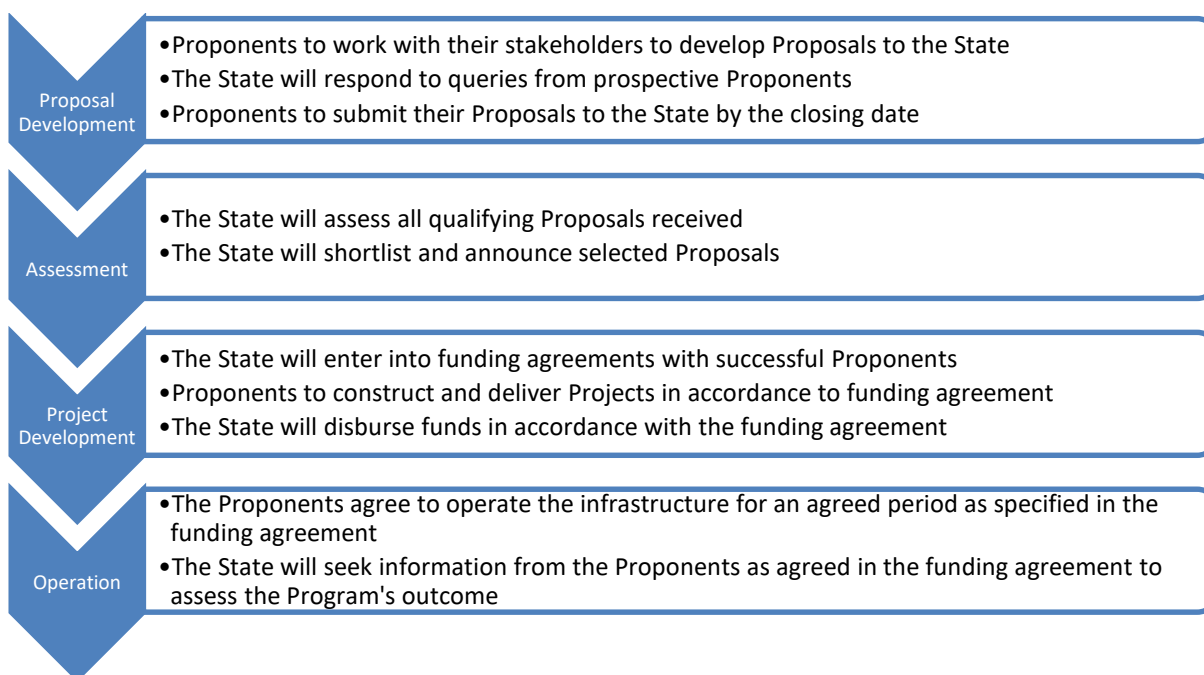 Proposal
Development
•Proponents to work with their stakeholders to develop Proposals to the State
•The State will respond to queries from prospective Proponents
•Proponents to submit their Proposals to the State by the closing date
Assessment
•The State will assess all qualifying Proposals received
•The State will shortlist and announce selected Proposals
Project
Development
•The State will enter into funding agreements with successful Proponents
•Proponents to construct and deliver Projects in accordance to funding agreement
•The State will disburse funds in accordance with the funding agreement
Operation
•The Proponents agree to operate the infrastructure for an agreed period as specified in the
funding agreement
•The State will seek information from the Proponents as agreed in the funding agreement to
assess the Program's outcome